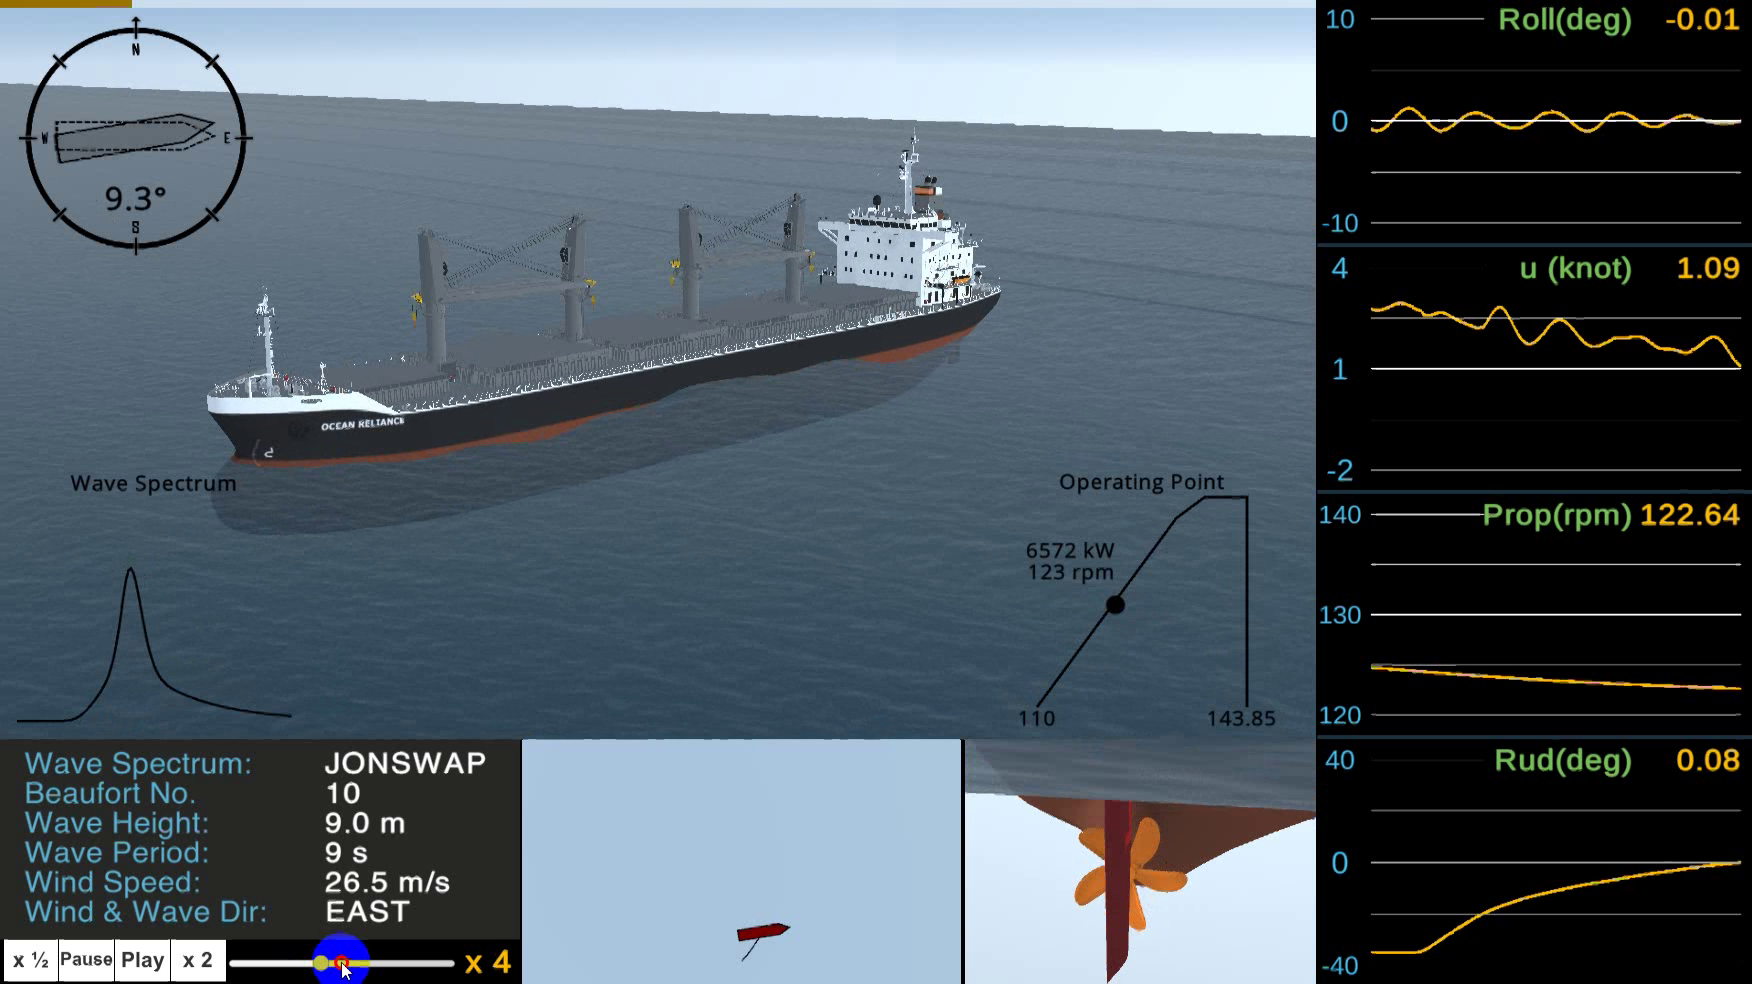 N
W E
9.3°
S
OCEAN RELIANCE
Wave Spectrum
Operating Point
6572 kW
123 rpm
110 143.85
Wave Spectrum: JONSWAP
Beaufort No. 10
Wave Height: 9.0 m
Wave Period: 9 s
Wind Speed: 26.5 m/s
Wind & Wave Dir: EAST
x ½ Pause Play x 2 x 4
10 Roll(deg) -0.01
0
-10
4 u (knot) 1.09
1
-2
140 Prop(rpm) 122.64
130
120
40 Rud(deg) 0.08
0
-40